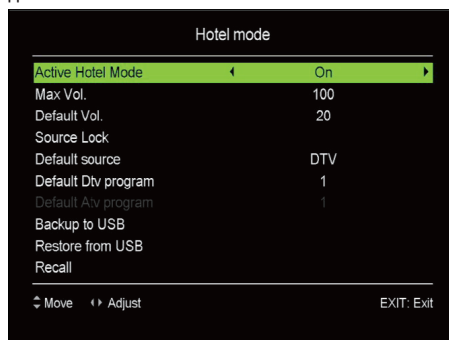 Hotel mode
Active Hotel Mode On
Max Vol. 100
Default Vol. 20
Source Lock
Default source DTV
Default Dtv program 1
Default Atv program 1
Backup to USB
Restore from USB
Recall
Move Adjust EXIT: Exit